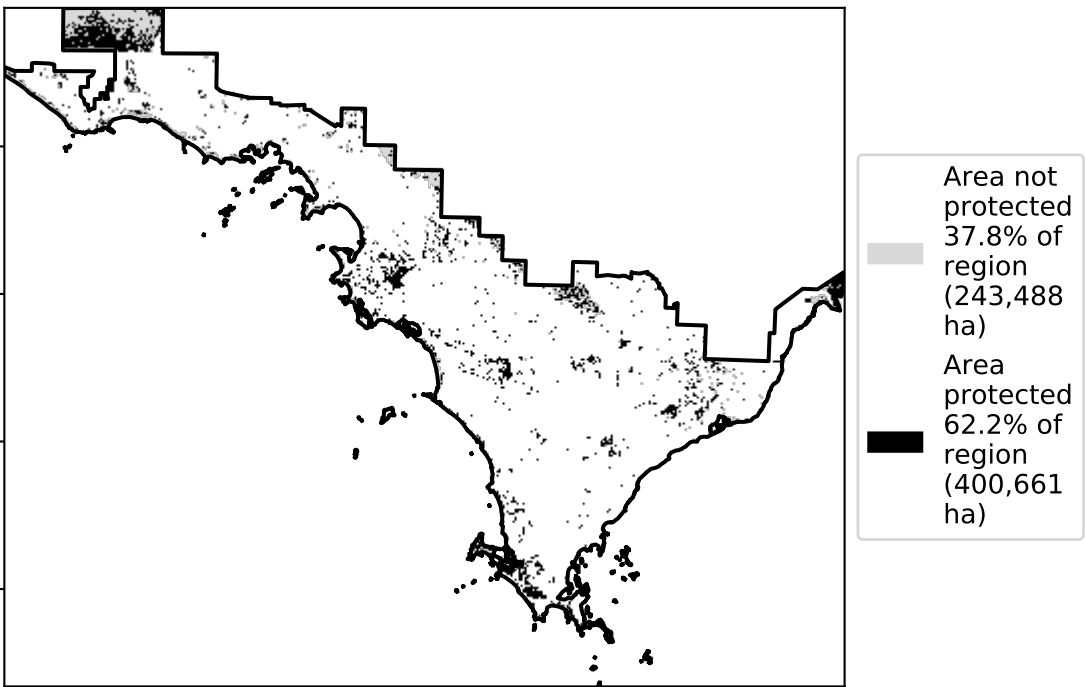 Area not
protected
37.8% of
region
(243,488
ha)
Area
protected
62.2% of
region
(400,661
ha)